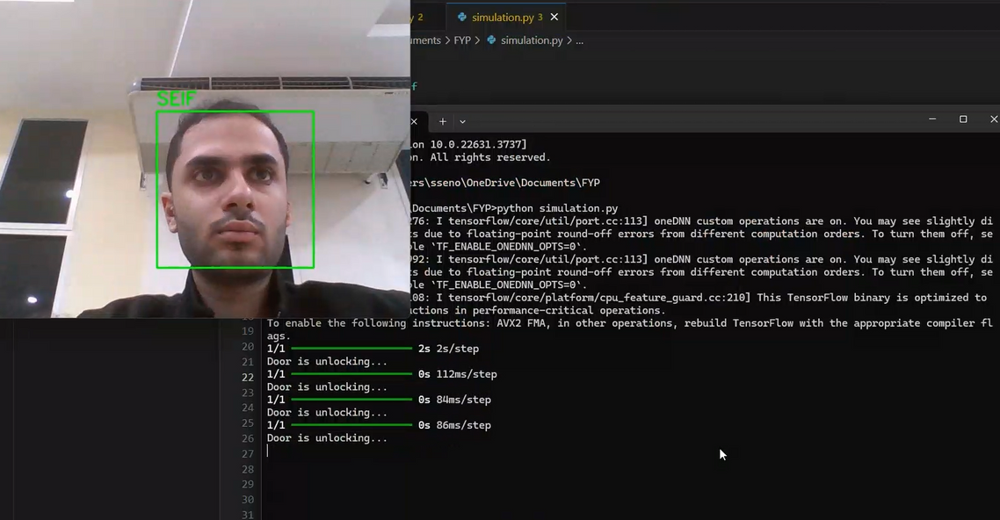 y 2
simulation.py 3
uments > FYP > simulation.py > ...
SEIF
f
on 10.0.22631.3737]
n. All rights reserved.
ers\sseno\OneDrive\Documents\FYP
Documents\FYP>python simulation.py
276: I tensorflow/core/util/port.cc:113] oneDNN custom operations are on. You may see slightly di
s due to floating-point round-off errors from different computation orders. To turn them off, se
le `TF_ENABLE_ONEDNN_OPTS=0`.
092: I tensorflow/core/util/port.cc:113] oneDNN custom operations are on. You may see slightly di
s due to floating-point round-off errors from different computation orders. To turn them off, se
le `TF_ENABLE_ONEDNN_OPTS=0`.
108: I tensorflow/core/platform/cpu_feature_guard.cc:210] This TensorFlow binary is optimized to
ctions in performance-critical operations.
To enable the following instructions: AVX2 FMA, in other operations, rebuild TensorFlow with the appropriate compiler fl
19
ags.
20 1/1 2s 2s/step
21 Door is unlocking...
22 1/1 0s 112ms/step
23 Door is unlocking...
24 1/1 0s 84ms/step
Door is unlocking...
25 1/1 0s 86ms/step
26 Door is unlocking...
27
28
29
30
31